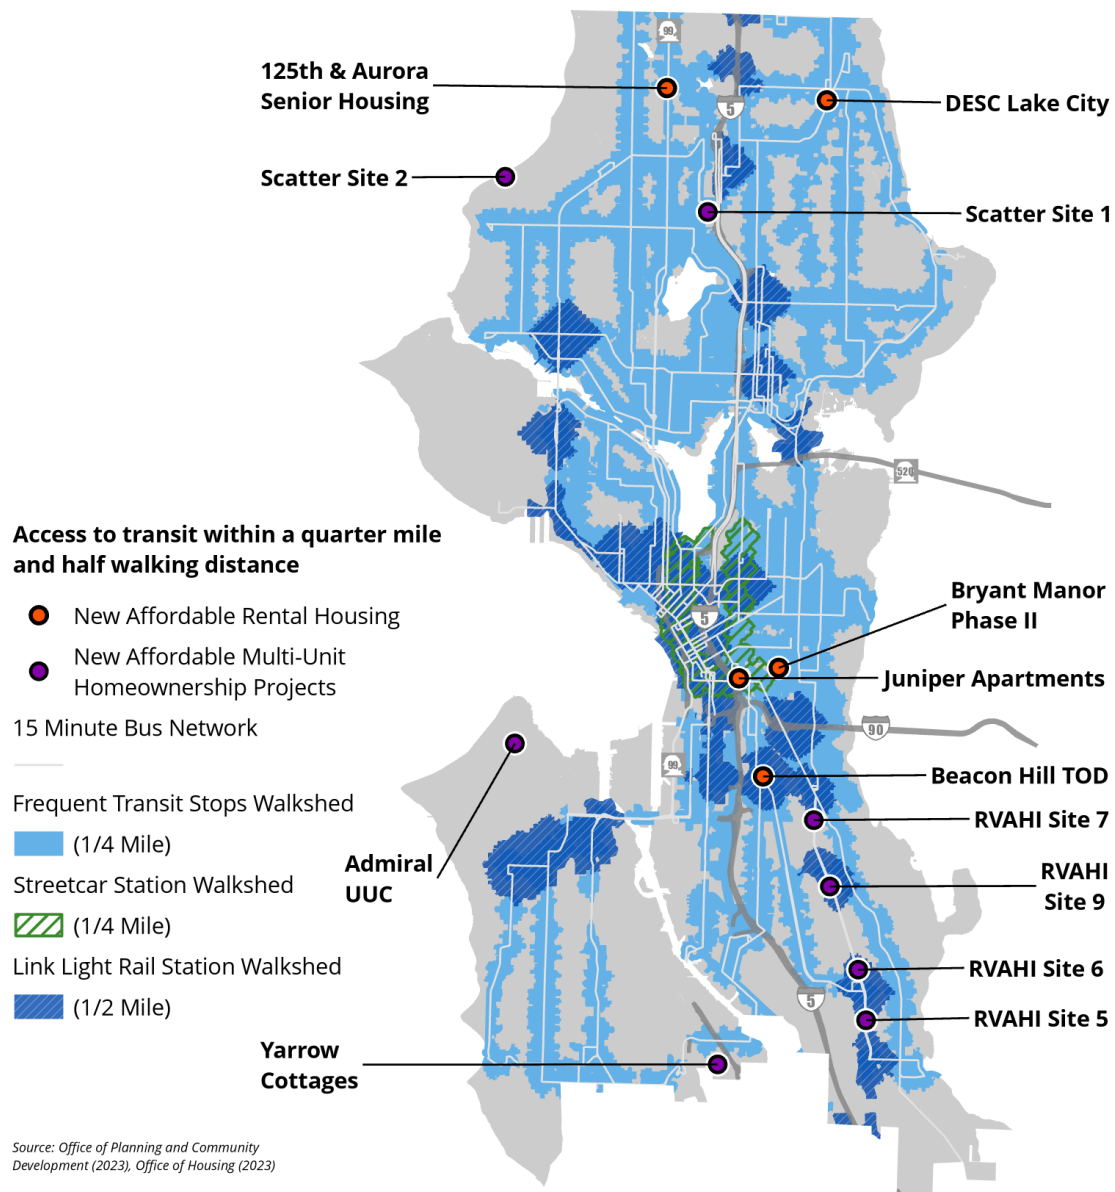 99
125th & Aurora
Senior Housing
5
DESC Lake City
Scatter Site 2
Scatter Site 1
520
Access to transit within a quarter mile
and half walking distance
New Affordable Rental Housing
New Affordable Multi-Unit
Homeownership Projects
15 Minute Bus Network
Frequent Transit Stops Walkshed
(1/4 Mile)
Streetcar Station Walkshed
(1/4 Mile)
Link Light Rail Station Walkshed
(1/2 Mile)
5
Bryant Manor
Phase II
Juniper Apartments
90
99
Beacon Hill TOD
RVAHI Site 7
Admiral
UUC
RVAHI
Site 9
RVAHI Site 6
5
RVAHI Site 5
Yarrow
Cottages
Source: Office of Planning and Community
Development (2023), Office of Housing (2023)